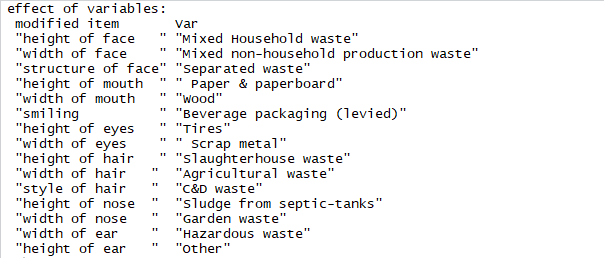 effect of variables:
modified item       Var
"height of face   " "Mixed Household waste"
"width of face    " "Mixed non-household production waste"
"structure of face" "Separated waste"
"height of mouth  " " Paper & paperboard"
"width of mouth   " "Wood"
"smiling          " "Beverage packaging (levied)"
"height of eyes   " "Tires"
"width of eyes    " " Scrap metal"
"height of hair   " "Slaughterhouse waste"
"width of hair   "  "Agricultural waste"
"style of hair   "  "C&D waste"
"height of nose  "  "Sludge from septic-tanks"
"width of nose   "  "Garden waste"
"width of ear    "  "Hazardous waste"
"height of ear   "  "Other"